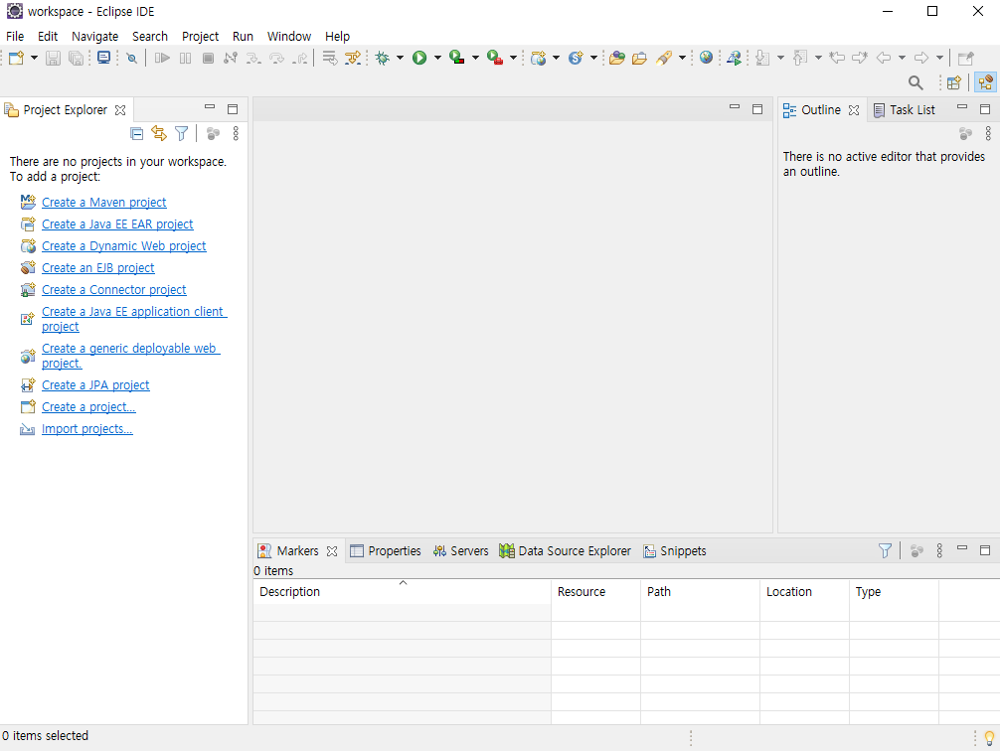 workspace - Eclipse IDE
File Edit Navigate Search Project Run Window Help
Project Explorer
There are no projects in your workspace.
To add a project:
Create a Maven project
Create a Java EE EAR project
Create a Dynamic Web project
Create an EJB project
Create a Connector project
Create a Java EE application client
project
Create a generic deployable web
project.
Create a JPA project
Create a project...
Import projects...
Outline Task List
There is no active editor that provides
an outline.
Markers Properties Servers Data Source Explorer Snippets
0 items
Description Resource Path Location Type
0 items selected